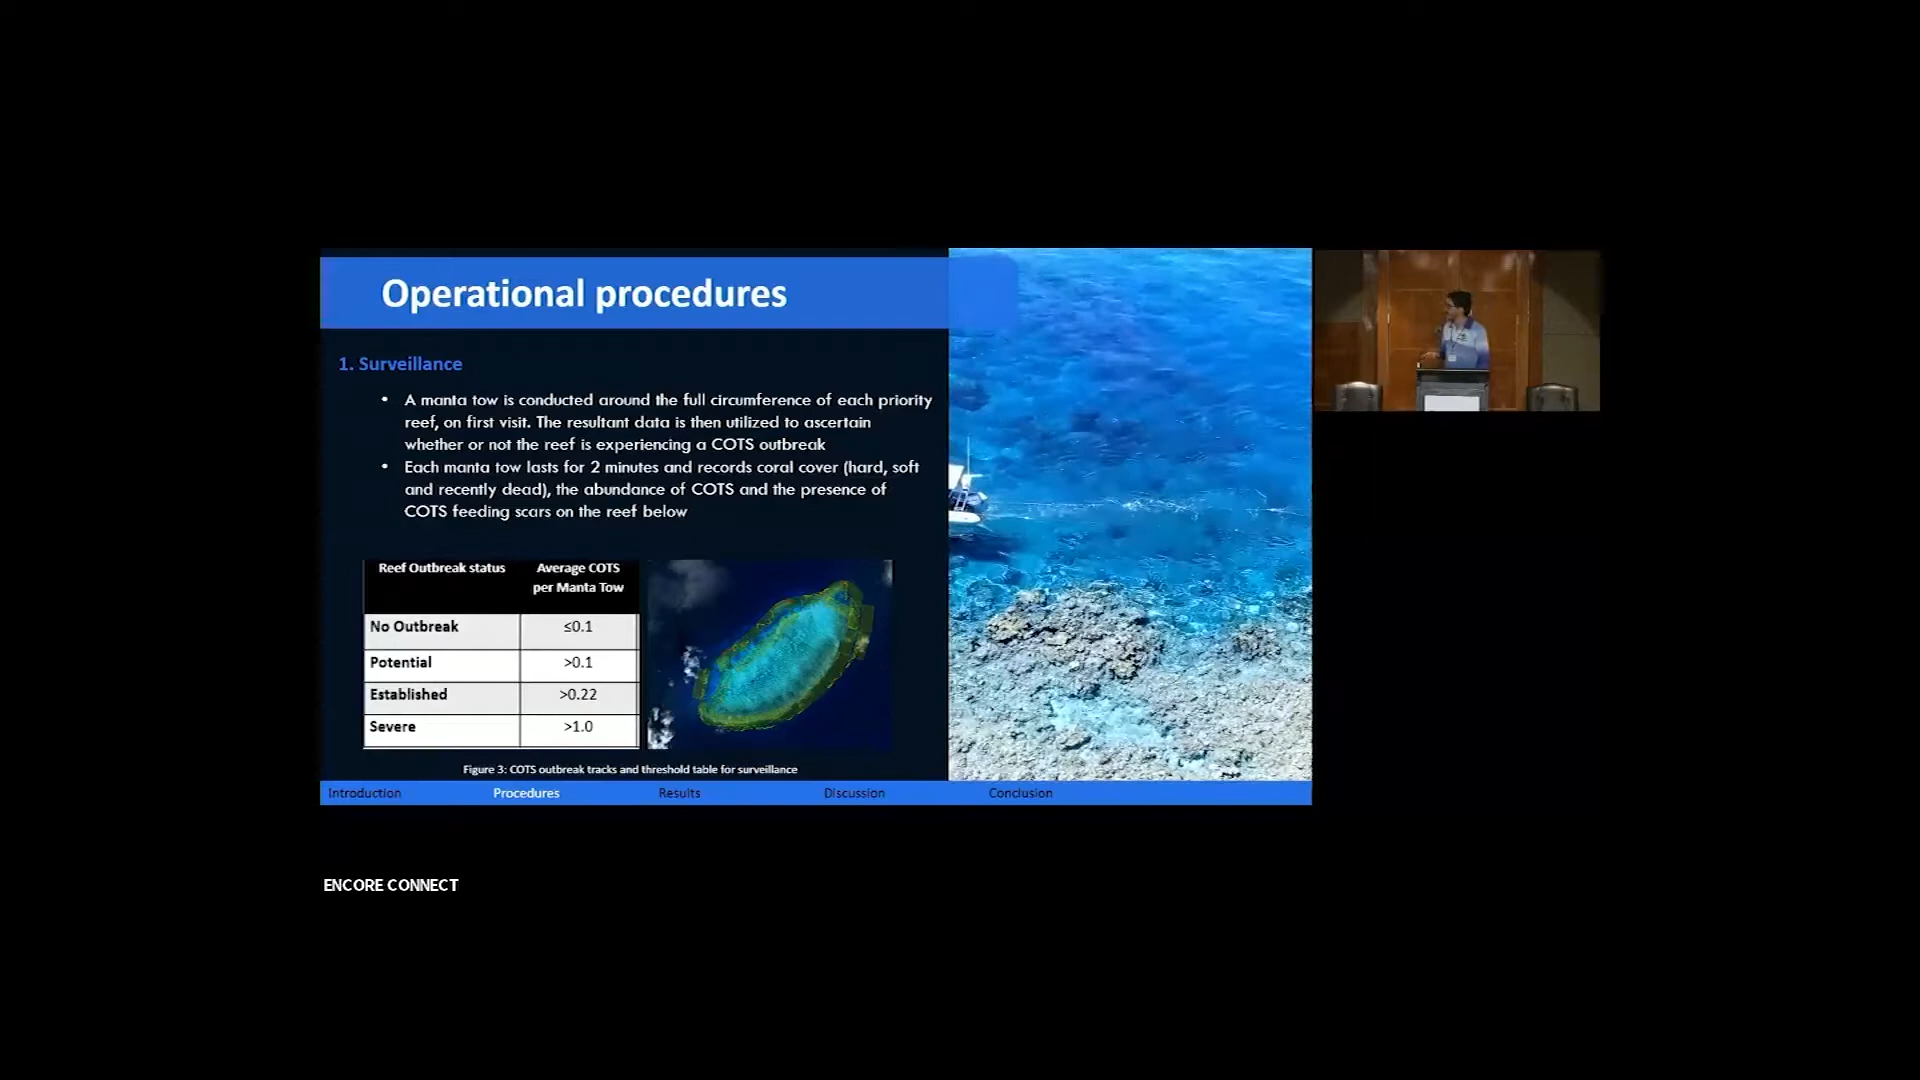 Operational procedures
1. Surveillance
• A manta tow is conducted around the full circumference of each priority
reef, on first visit. The resultant data is then utilized to ascertain
whether or not the reef is experiencing a COTS outbreak
• Each manta tow lasts for 2 minutes and records coral cover (hard, soft
and recently dead), the abundance of COTS and the presence of
COTS feeding scars on the reef below
Reef Outbreak status Average COTS
per Manta Tow
No Outbreak ≤0.1
Potential >0.1
Established >0.22
Severe >1.0
Figure 3: COTS outbreak tracks and threshold table for surveillance
Introduction Procedures Results Discussion Conclusion
ENCORE CONNECT